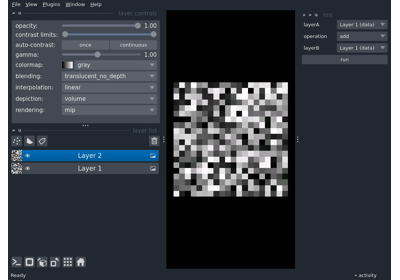 File View Plugins Window Help
layer controls
opacity: 1.00
contrast limits:
auto-contrast: once continuous
gamma: 1.00
colormap: gray
blending: translucent_no_depth
interpolation: linear
depiction: volume
rendering: mip
layer list
Layer 2
Layer 1
Ready
layerA Layer 1 (data)
operation add
layerB Layer 1 (data)
run
activity